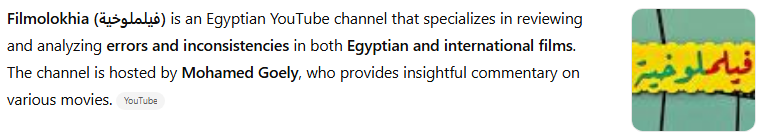 Filmolokhia (فيلملوخية) is an Egyptian YouTube channel that specializes in reviewing
and analyzing errors and inconsistencies in both Egyptian and international films.
The channel is hosted by Mohamed Goely, who provides insightful commentary on
various movies. YouTube
فيلملوخية